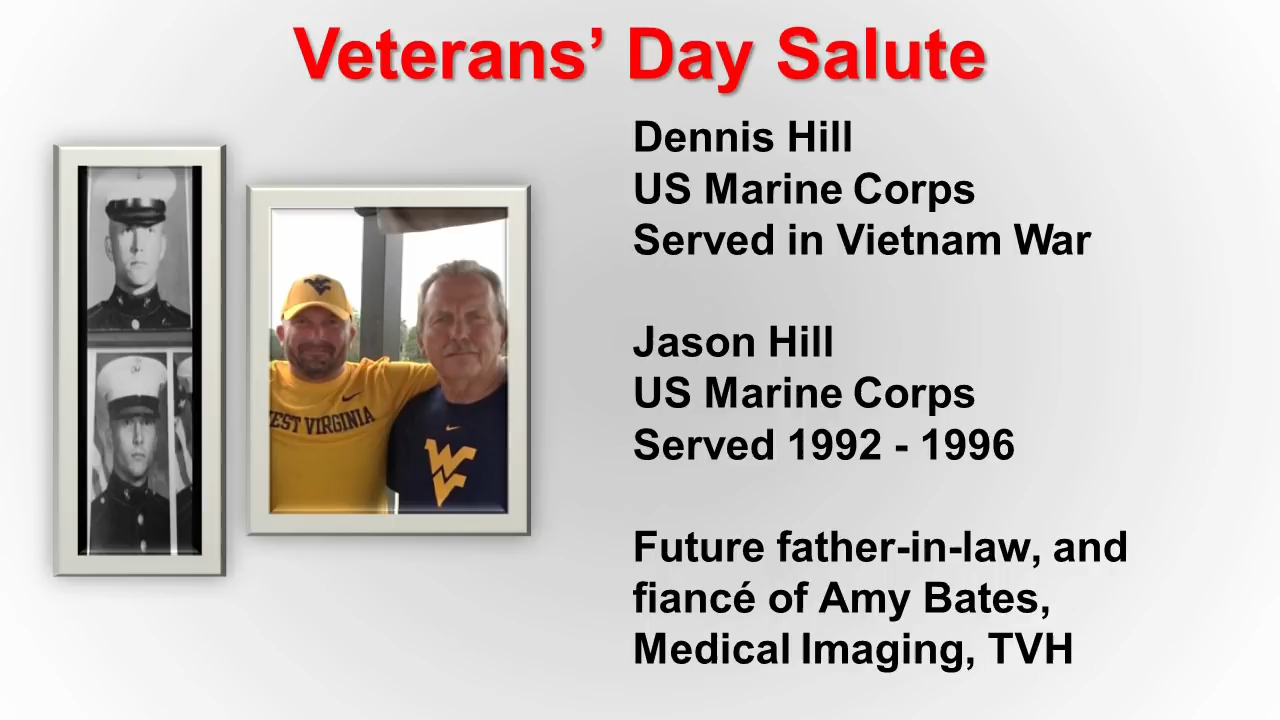 Veterans’ Day Salute
Dennis Hill
US Marine Corps
Served in Vietnam War
Jason Hill
US Marine Corps
Served 1992 - 1996
Future father-in-law, and
fiancé of Amy Bates,
Medical Imaging, TVH
EST VIRGINIA
WV